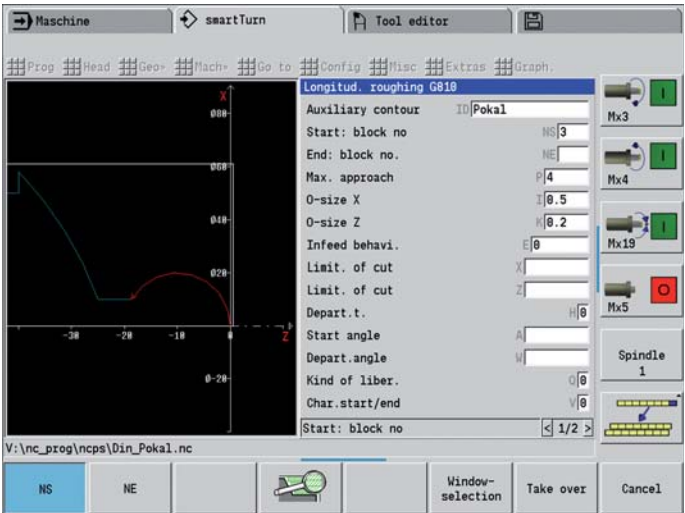 Maschine
smartTurn
Tool editor
Prog Head Geo» Mach» Go to Config Misc Extras Graph.
Longitud. roughing G810
Auxiliary contour ID Pokal
Start: block no NS 3
End: block no. NE
Max. approach P 4
O-size X I 0.5
O-size Z K 0.2
Infeed behavi. E 0
Limit. of cut X
Limit. of cut Z
Depart.t. H 0
Start angle A
Depart.angle W
Kind of liber. Q 0
Char.start/end V 0
Start: block no < 1/2 >
X
Ø80
Ø60
Ø40
Ø20
-30 -20 -10 0 Z
Ø-20
Mx3 I
Mx4 I
Mx19 I
Mx5 O
Spindle
1
V:\nc_prog\ncps\Din_Pokal.nc
NS
NE
Window-
selection
Take over
Cancel